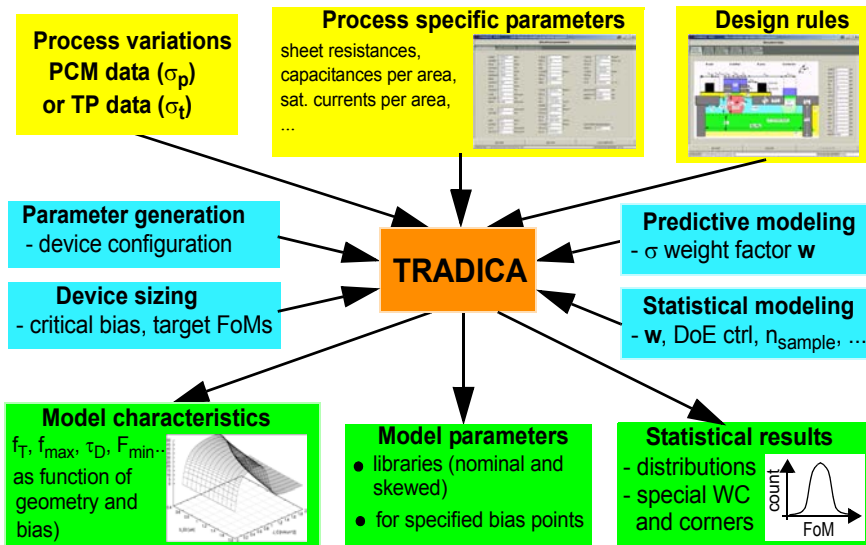 Process variations
PCM data (σp)
or TP data (σt)
Process specific parameters
sheet resistances,
capacitances per area,
sat. currents per area,
...
Design rules
Parameter generation
- device configuration
Device sizing
- critical bias, target FoMs
TRADICA
Predictive modeling
- σ weight factor w
Statistical modeling
- w, DoE ctrl, nsample, ...
Model characteristics
fT, fmax, τD, Fmin..
as function of
geometry and
bias)
Model parameters
● libraries (nominal and
skewed)
● for specified bias points
Statistical results
- distributions
- special WC
and corners
count
FoM